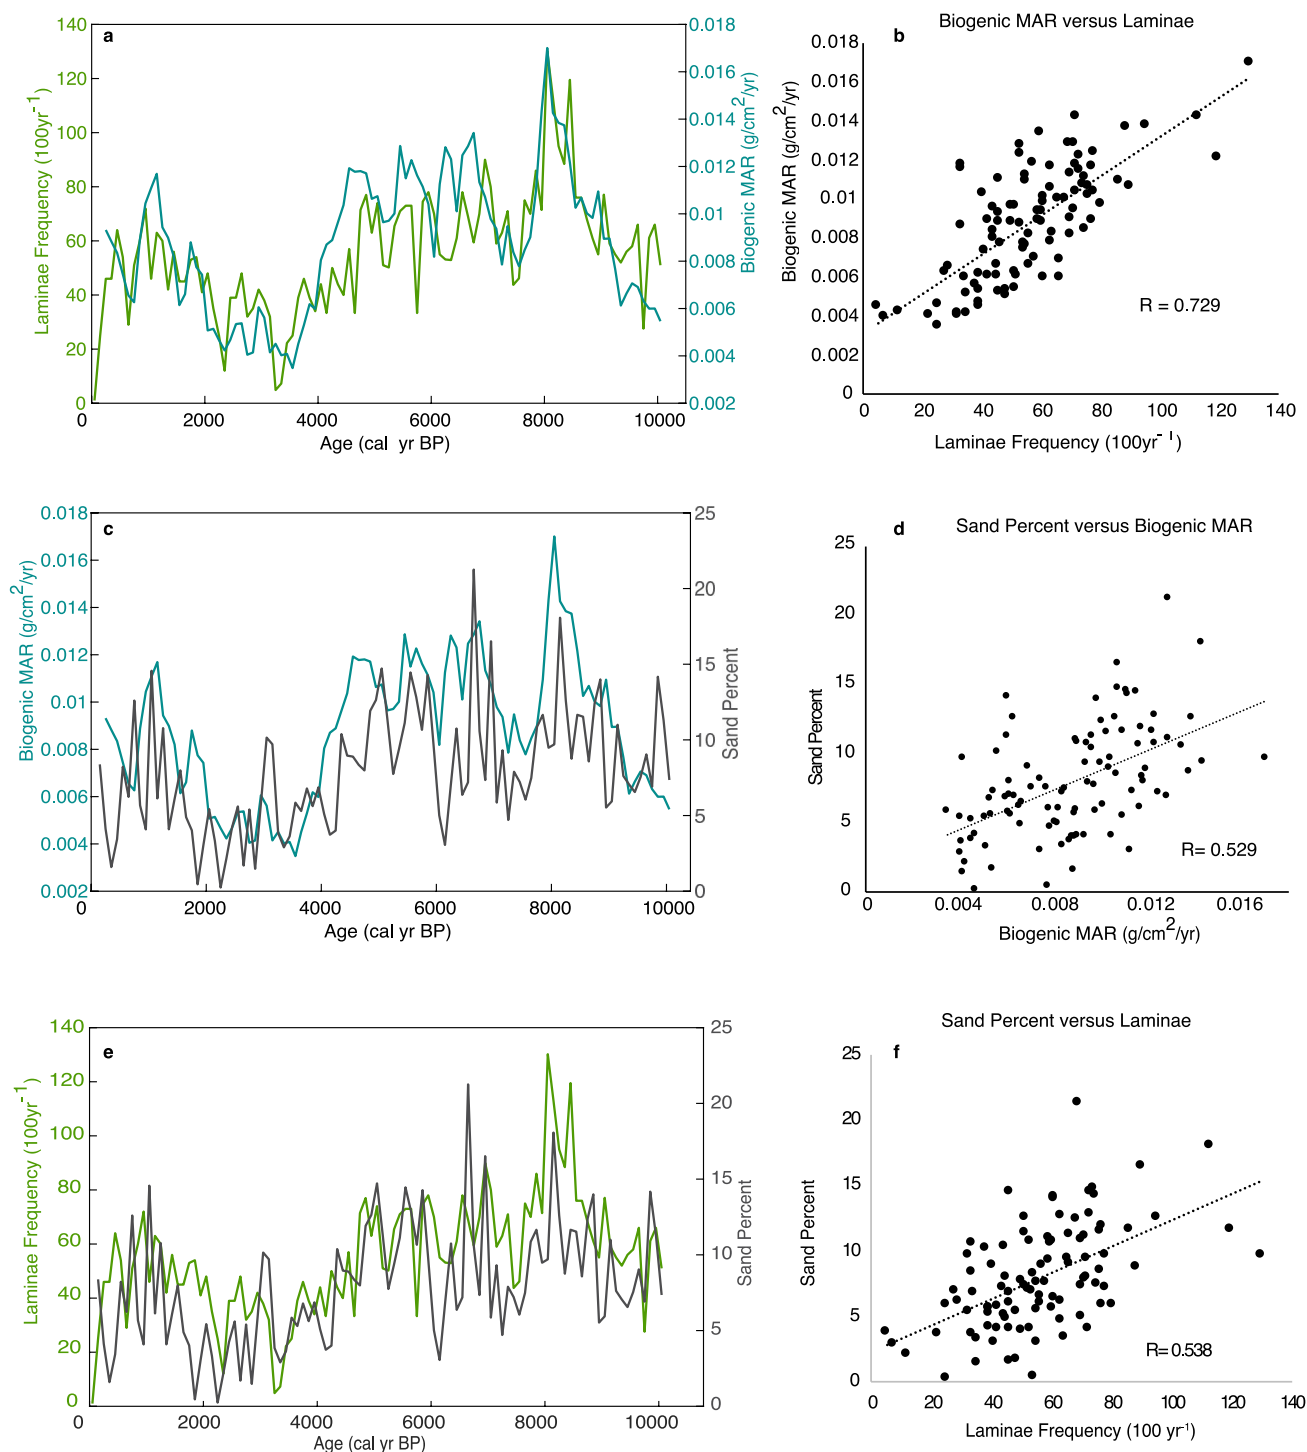 a
140
120
100
80
60
40
20
0
Laminae Frequency (100yr⁻¹)
0.018
0.016
0.014
0.012
0.01
0.008
0.006
0.004
0.002
Biogenic MAR (g/cm²/yr)
0 2000 4000 6000 8000 10000
Age (cal yr BP)
Biogenic MAR versus Laminae
b
0.018
0.016
0.014
0.012
0.01
0.008
0.006
0.004
0.002
0
Biogenic MAR (g/cm²/yr)
R = 0.729
0 20 40 60 80 100 120 140
Laminae Frequency (100yr⁻¹)
c
0.018
0.016
0.014
0.012
0.01
0.008
0.006
0.004
0.002
Biogenic MAR (g/cm²/yr)
25
20
15
10
5
0
Sand Percent
0 2000 4000 6000 8000 10000
Age (cal yr BP)
Sand Percent versus Biogenic MAR
d
25
20
15
10
5
0
Sand Percent
R= 0.529
0 0.004 0.008 0.012 0.016
Biogenic MAR (g/cm²/yr)
e
140
120
100
80
60
40
20
0
Laminae Frequency (100yr⁻¹)
25
20
15
10
5
0
Sand Percent
0 2000 4000 6000 8000 10000
Age (cal yr BP)
Sand Percent versus Laminae
f
25
20
15
10
5
0
Sand Percent
R= 0.538
0 20 40 60 80 100 120 140
Laminae Frequency (100 yr⁻¹)